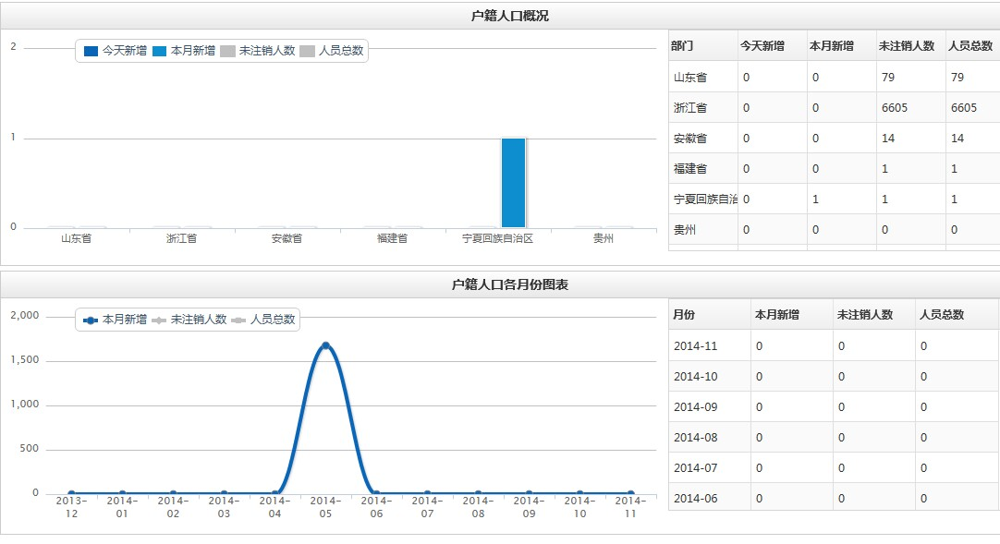 户籍人口概况
2
今天新增 本月新增 未注销人数 人员总数
1
0
山东省 浙江省 安徽省 福建省 宁夏回族自治区 贵州
部门 今天新增 本月新增 未注销人数 人员总数
山东省 0 0 79 79
浙江省 0 0 6605 6605
安徽省 0 0 14 14
福建省 0 0 1 1
宁夏回族自治 0 1 1 1
贵州 0 0 0 0
户籍人口各月份图表
2,000
本月新增 未注销人数 人员总数
1,500
1,000
500
0
2013-12 2014-01 2014-02 2014-03 2014-04 2014-05 2014-06 2014-07 2014-08 2014-09 2014-10 2014-11
月份 本月新增 未注销人数 人员总数
2014-11 0 0 0
2014-10 0 0 0
2014-09 0 0 0
2014-08 0 0 0
2014-07 0 0 0
2014-06 0 0 0